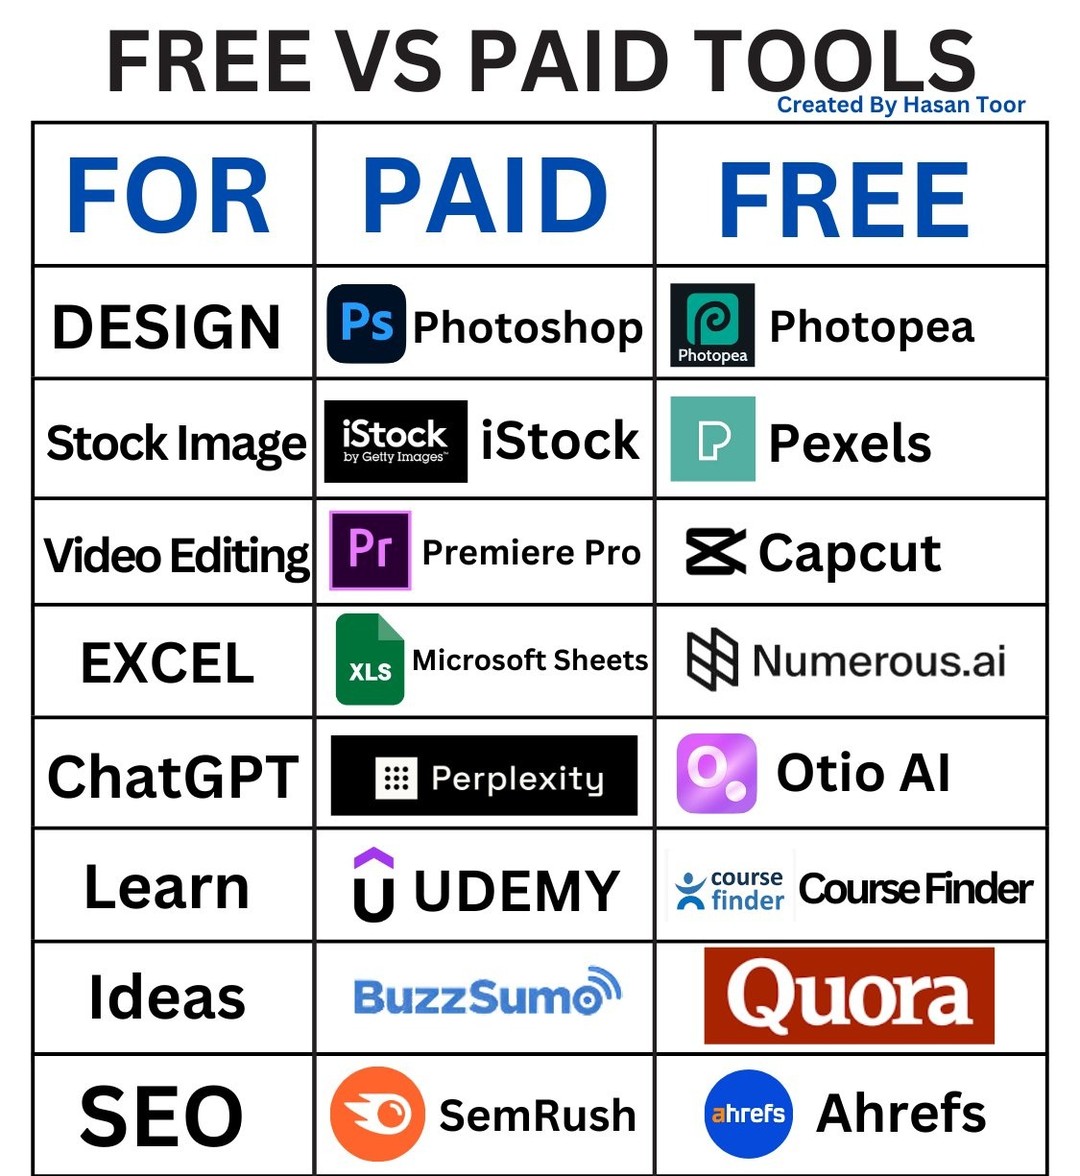 FREE VS PAID TOOLS
Created By Hasan Toor
FOR PAID FREE
DESIGN Ps Photoshop Photopea Photopea
Stock Image iStock by Getty Images™ iStock Pexels
Video Editing Pr Premiere Pro Capcut
EXCEL XLS Microsoft Sheets Numerous.ai
ChatGPT Perplexity Otio AI
Learn UDEMY course finder Course Finder
Ideas BuzzSumo Quora
SEO SemRush ahrefs Ahrefs